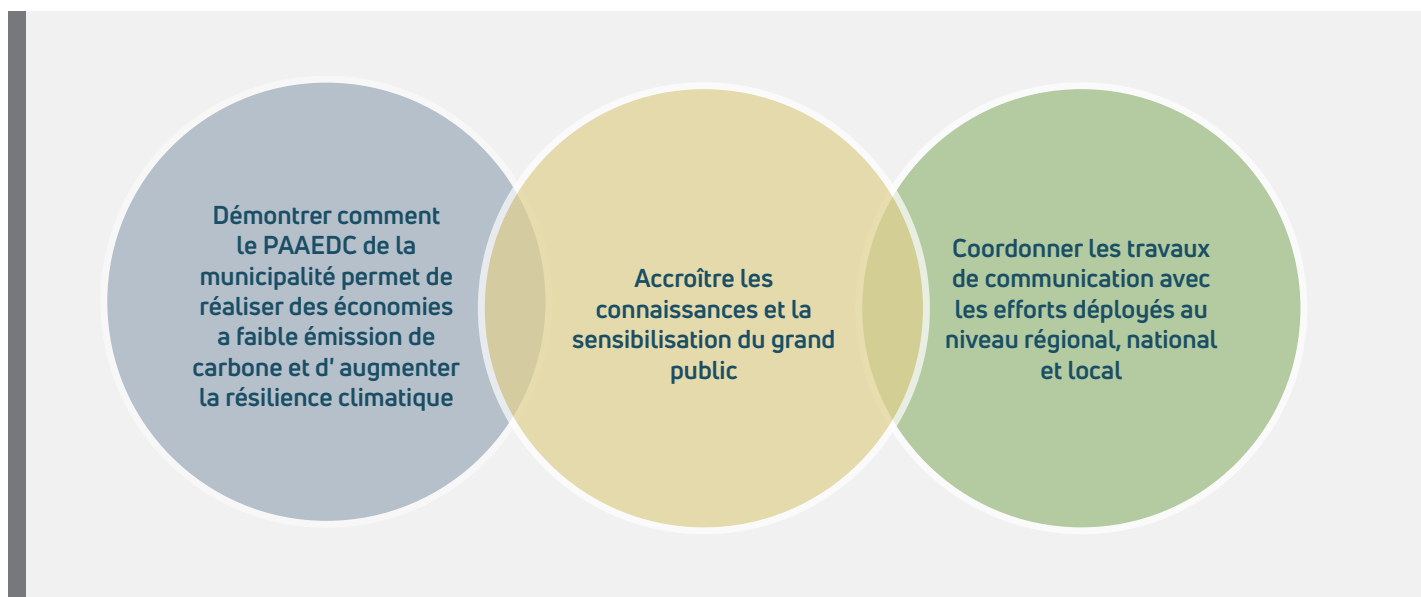 Démontrer comment
le PAAEDC de la
municipalité permet de
réaliser des économies
a faible émission de
carbone et d' augmenter
la résilience climatique
Accroître les
connaissances et la
sensibilisation du grand
public
Coordonner les travaux
de communication avec
les efforts déployés au
niveau régional, national
et local